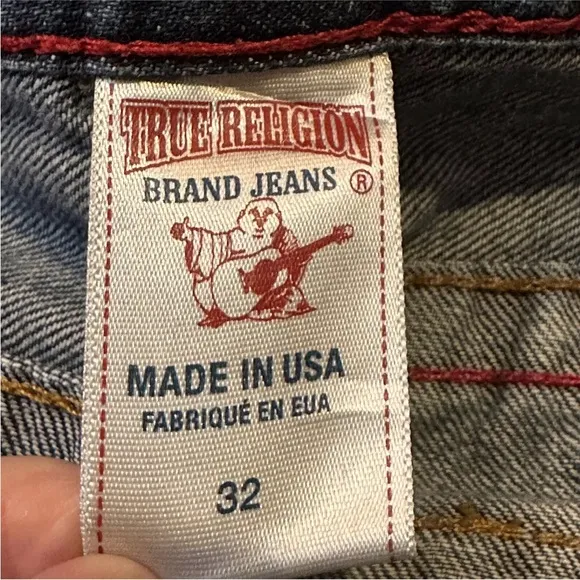 TRUE RELIGION
BRAND JEANS ®
MADE IN USA
FABRIQUÉ EN EUA
32